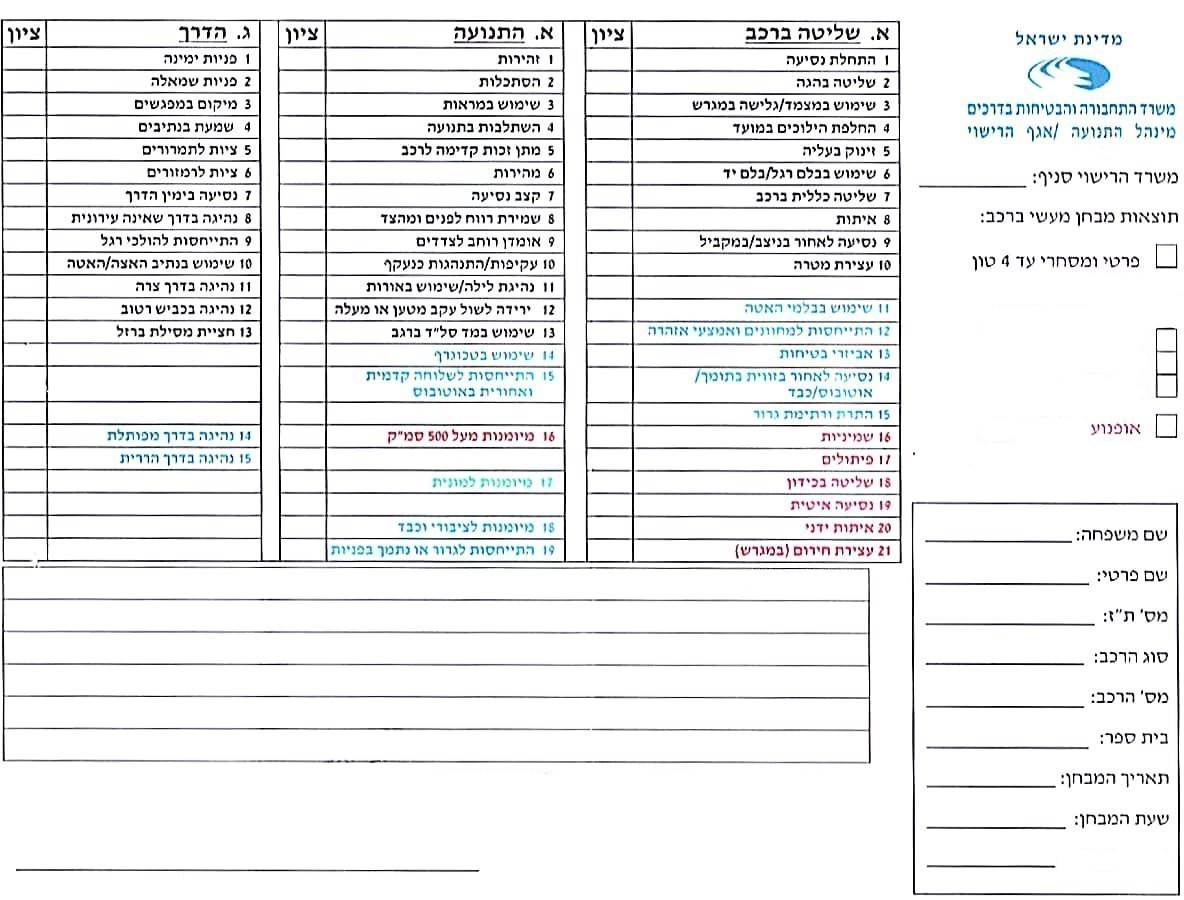 מדינת ישראל
משרד התחבורה והבטיחות בדרכים
מינהל התנועה /אגף הרישוי
משרד הרישוי סניף:
תוצאות מבחן מעשי ברכב:
פרטי ומסחרי עד 4 טון
אופנוע
שם משפחה:
שם פרטי:
מס' ת"ז:
סוג הרכב:
מס' הרכב:
בית ספר:
תאריך המבחן:
שעת המבחן:
א. שליטה ברכב ציון
1 התחלת נסיעה
2 שליטה בהגה
3 שימוש במצמד/גלישה במגרש
4 החלפת הילוכים במועד
5 זינוק בעליה
6 שימוש בבלם רגל/בלם יד
7 שליטה כללית ברכב
8 איתות
9 נסיעה לאחור בניצב/במקביל
10 עצירת מטרה
11 שימוש בבלמי האטה
12 התייחסות למחוונים ואמצעי אזהרה
13 אביזרי בטיחות
14 נסיעה לאחור בזווית בתומך/
אוטובוס/כבד
15 התרת ורתימת גרור
16 שמיניות
17 פיתולים
18 שליטה בכידון
19 נסיעה איטית
20 איתות ידני
21 עצירת חירום (במגרש)
א. התנועה ציון
1 זהירות
2 הסתכלות
3 שימוש במראות
4 השתלבות בתנועה
5 מתן זכות קדימה לרכב
6 מהירות
7 קצב נסיעה
8 שמירת רווח לפנים ומהצד
9 אומדן רוחב לצדדים
10 עקיפות/התנהגות כנעקף
11 נהיגת לילה/שימוש באורות
12 ירידה לשול עקב מטען או מעלה
13 שימוש במד סל"ד ברגב
14 שימוש בטכוגרף
15 התייחסות לשלוחה קדמית
ואחורית באוטובוס
16 מיומנות מעל 500 סמ"ק
17 מיומנות למונית
18 מיומנות לציבורי וכבד
19 התייחסות לגרור או נתמך בפניות
ג. הדרך ציון
1 פניות ימינה
2 פניות שמאלה
3 מיקום במפגשים
4 שמעת בנתיבים
5 ציות לתמרורים
6 ציות לרמזורים
7 נסיעה בימין הדרך
8 נהיגה בדרך שאינה עירונית
9 התייחסות להולכי רגל
10 שימוש בנתיב האצה/האטה
11 נהיגה בדרך צרה
12 נהיגה בכביש רטוב
13 חציית מסילת ברזל
14 נהיגה בדרך מפותלת
15 נהיגה בדרך הררית